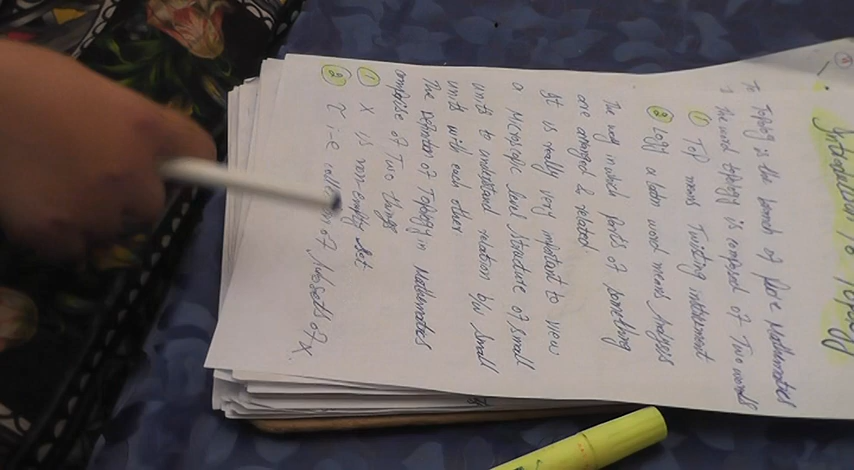 Introduction to Topology
Topology is the branch of Pure Mathematics
The word topology is composed of Two words
① Top means Twisting instrument
② Logy a latin word means Analysis
The way in which parts of something
are arranged & related
It is really very important to view
a Microscopic level structure of small
units to understand relation b/w small
units with each other
The Definition of Topology in Mathematics
comprise of Two things
① X is non-empty set
② τ i-e collection of subsets of X.